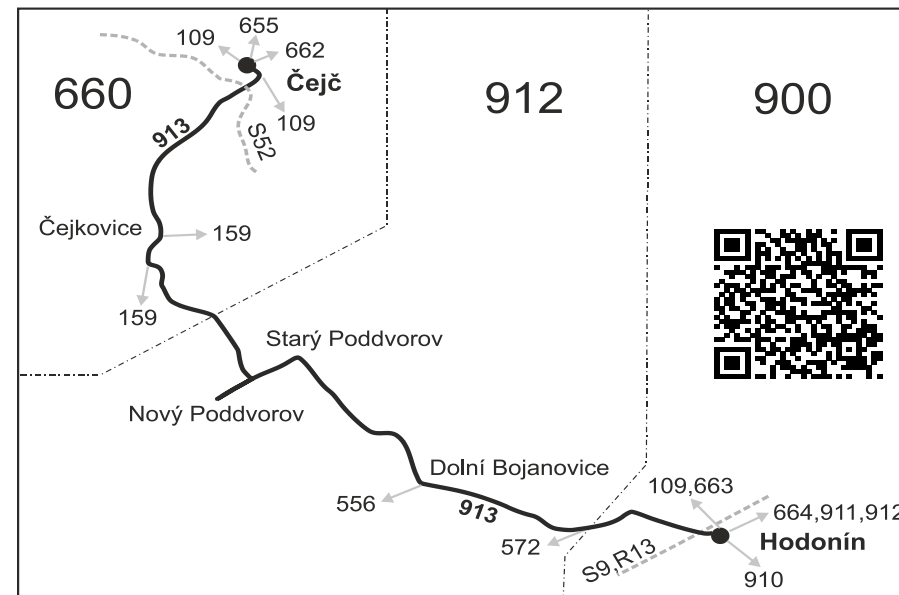 655
109
662
Čejč
660
912
900
109
913
S52
Čejkovice
159
159
Starý Poddvorov
Nový Poddvorov
Dolní Bojanovice
556
913
109,663
664,911,912
572
S9,R13
Hodonín
910